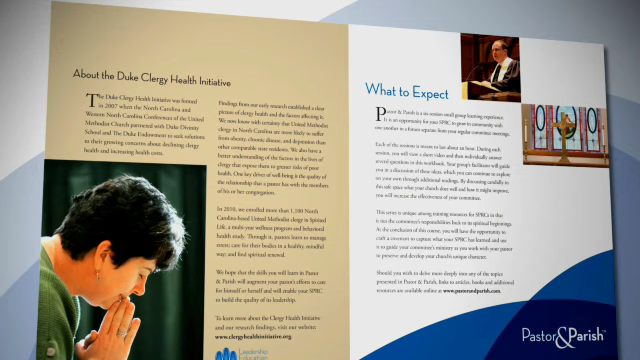 About the Duke Clergy Health Initiative
The Duke Clergy Health Initiative was formed
in 2007 when the North Carolina and
Western North Carolina Conferences of the United
Methodist Church partnered with Duke Divinity
School and The Duke Endowment to seek solutions
to their growing concerns about declining clergy
health and increasing health costs.
Findings from our early research established a clear
picture of clergy health and the factors affecting it.
We now know with certainty that United Methodist
clergy in North Carolina are more likely to suffer
from obesity, chronic disease, and depression than
other comparable state residents. We also have a
better understanding of the factors in the lives of
clergy that expose them to greater risks of poor
health. One key driver of well-being is the quality of
the relationship that a pastor has with the members
of his or her congregation.
In 2010, we enrolled more than 1,100 North
Carolina-based United Methodist clergy in Spirited
Life, a multi-year wellness program and behavioral
health study. Through it, pastors learn to manage
stress; care for their bodies in a healthy, mindful
way; and find spiritual renewal.
We hope that the skills you will learn in Pastor
& Parish will augment your pastor's efforts to care
for himself or herself and will enable your SPRC
to build the quality of its leadership.
To learn more about the Clergy Health Initiative
and our research findings, visit our website:
www.clergyhealthinitiative.org
Leadership
Education
What to Expect
Pastor & Parish is a six-session small group learning experience.
It is an opportunity for your SPRC to grow in community with
one another in a forum separate from your regular committee meetings.
Each of the sessions is meant to last about an hour. During each
session, you will view a short video and then individually answer
several questions in this workbook. Your group's facilitator will guide
you in a discussion of these ideas, which you can continue to explore
on your own through additional readings. By discussing candidly in
this safe space what your church does well and how it might improve,
you will increase the effectiveness of your committee.
This series is unique among training resources for SPRCs in that
it ties the committee's responsibilities back to its spiritual beginnings.
At the conclusion of this course, you will have the opportunity to
craft a covenant to capture what your SPRC has learned and use
it to guide your committee's ministry as you work with your pastor
to preserve and develop your church's unique character.
Should you wish to delve more deeply into any of the topics
presented in Pastor & Parish, links to articles, books and additional
resources are available online at www.pastorandparish.com.
Pastor&Parish™